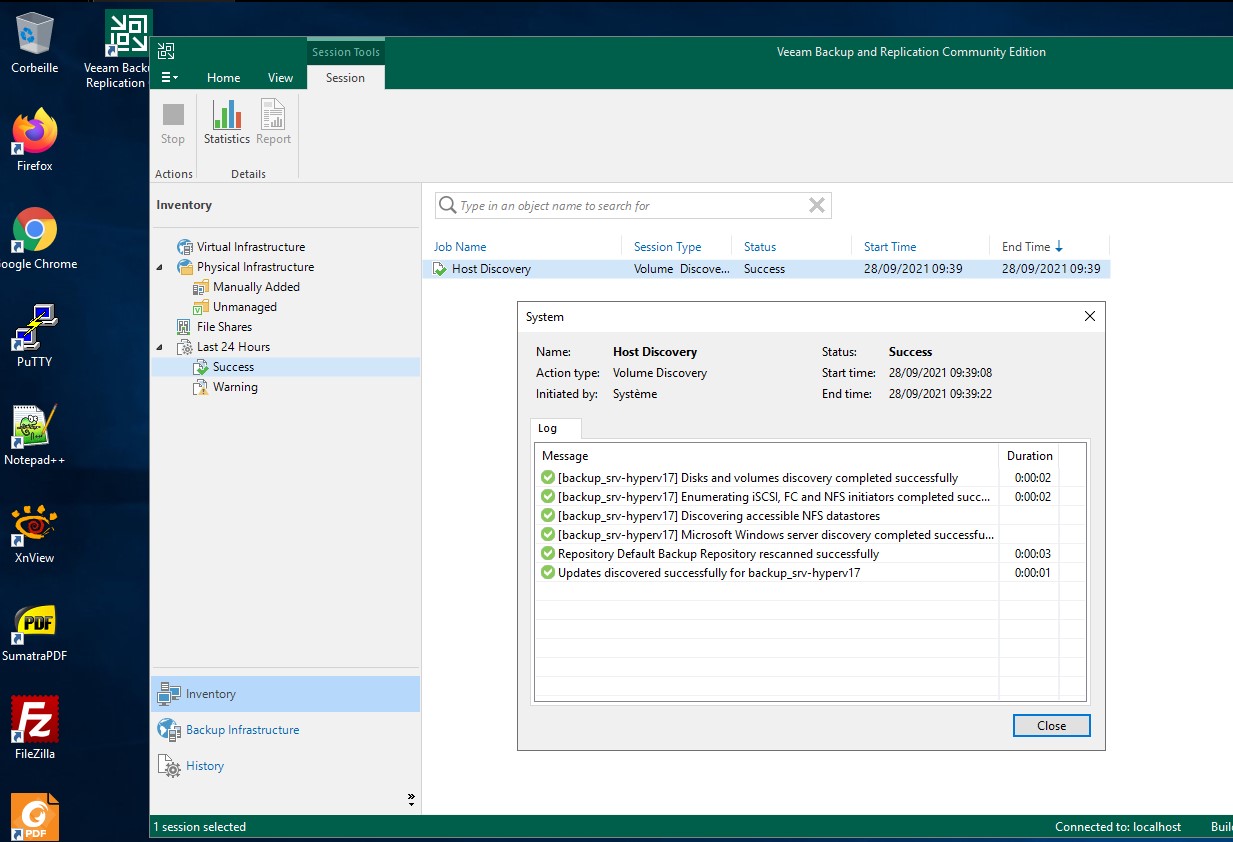 Corbeille
Veeam Backu
Replication
Firefox
oogle Chrome
PuTTY
Notepad++
XnView
PDF
SumatraPDF
FileZilla
PDF
Session Tools
Veeam Backup and Replication Community Edition
Home
View
Session
Stop
Statistics
Report
Actions
Details
Inventory
Virtual Infrastructure
Physical Infrastructure
Manually Added
Unmanaged
File Shares
Last 24 Hours
Success
Warning
Inventory
Backup Infrastructure
History
Type in an object name to search for
Job Name Session Type Status Start Time End Time
Host Discovery Volume Discove... Success 28/09/2021 09:39 28/09/2021 09:39
System
Name: Host Discovery Status: Success
Action type: Volume Discovery Start time: 28/09/2021 09:39:08
Initiated by: Système End time: 28/09/2021 09:39:22
Log
Message Duration
[backup_srv-hyperv17] Disks and volumes discovery completed successfully 0:00:02
[backup_srv-hyperv17] Enumerating iSCSI, FC and NFS initiators completed succ... 0:00:02
[backup_srv-hyperv17] Discovering accessible NFS datastores
[backup_srv-hyperv17] Microsoft Windows server discovery completed successfu...
Repository Default Backup Repository rescanned successfully 0:00:03
Updates discovered successfully for backup_srv-hyperv17 0:00:01
Close
1 session selected
Connected to: localhost
Buil